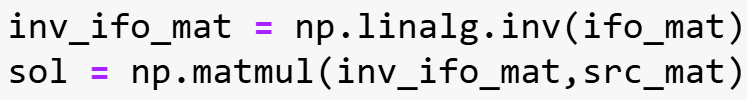 inv_ifo_mat = np.linalg.inv(ifo_mat)
sol = np.matmul(inv_ifo_mat,src_mat)